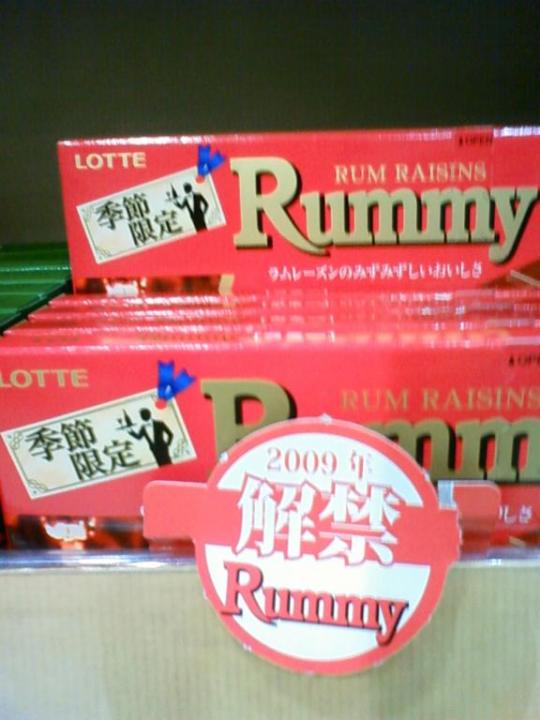 OPEN
LOTTE
RUM RAISINS
Rummy
季節
限定
ラムレーズンのみずみずしいおいしさ
LOTTE
RUM RAISINS
季節
限定
しさ
2009年
解禁
Rummy